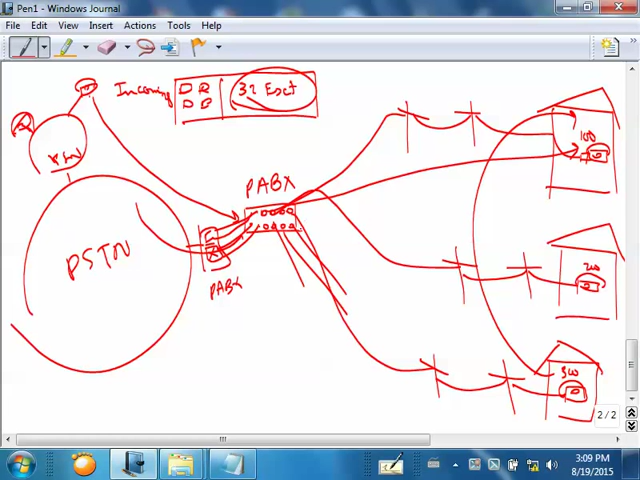 Pen1 - Windows Journal
File Edit View Insert Actions Tools Help
Incoming
32 Esct
100
PABX
PSTN
200
PABX
300
2/2
3:09 PM
8/19/2015